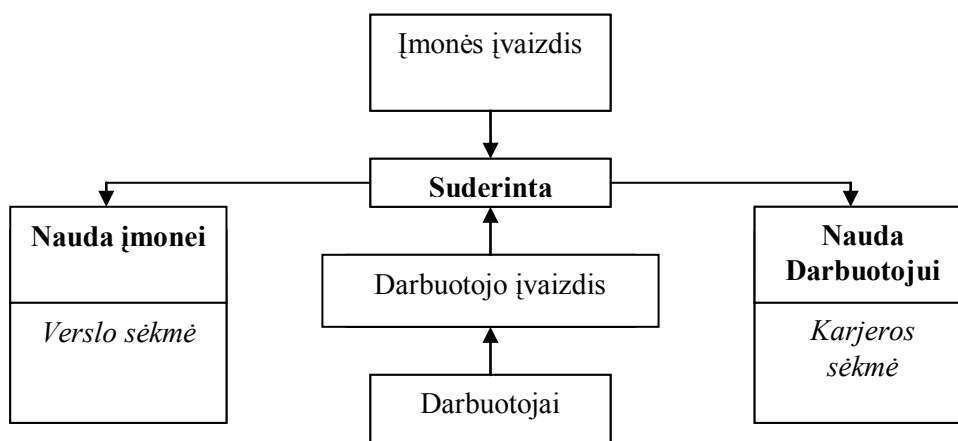 Įmonės įvaizdis
Suderinta
Nauda įmonei
Verslo sėkmė
Darbuotojo įvaizdis
Darbuotojai
Nauda
Darbuotojui
Karjeros
sėkmė